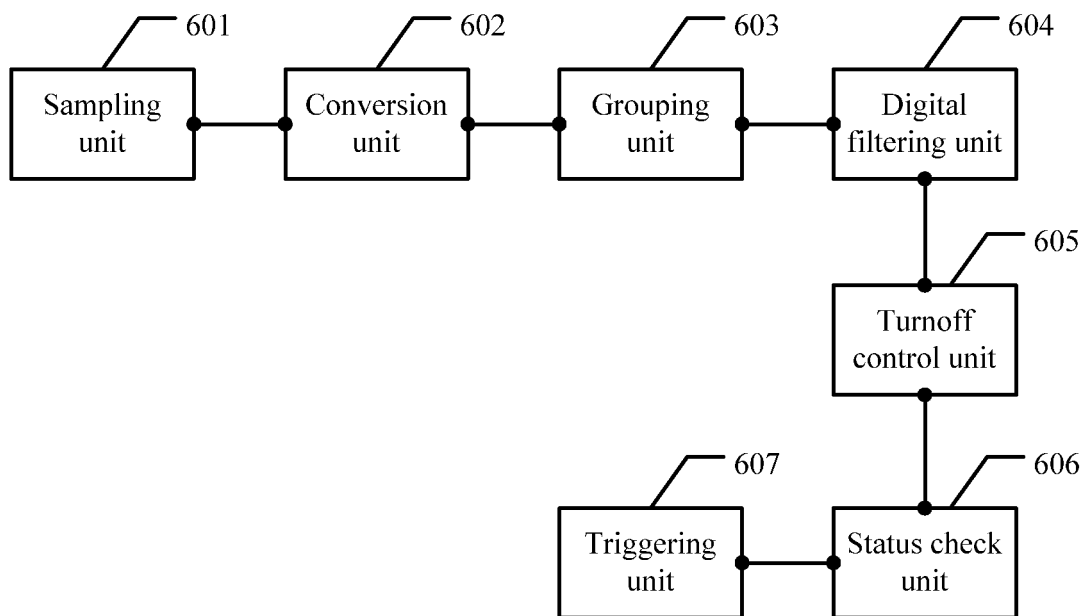 601
602
603
604
Sampling
unit
Conversion
unit
Grouping
unit
Digital
filtering unit
605
Turnoff
control unit
607
606
Triggering
unit
Status check
unit